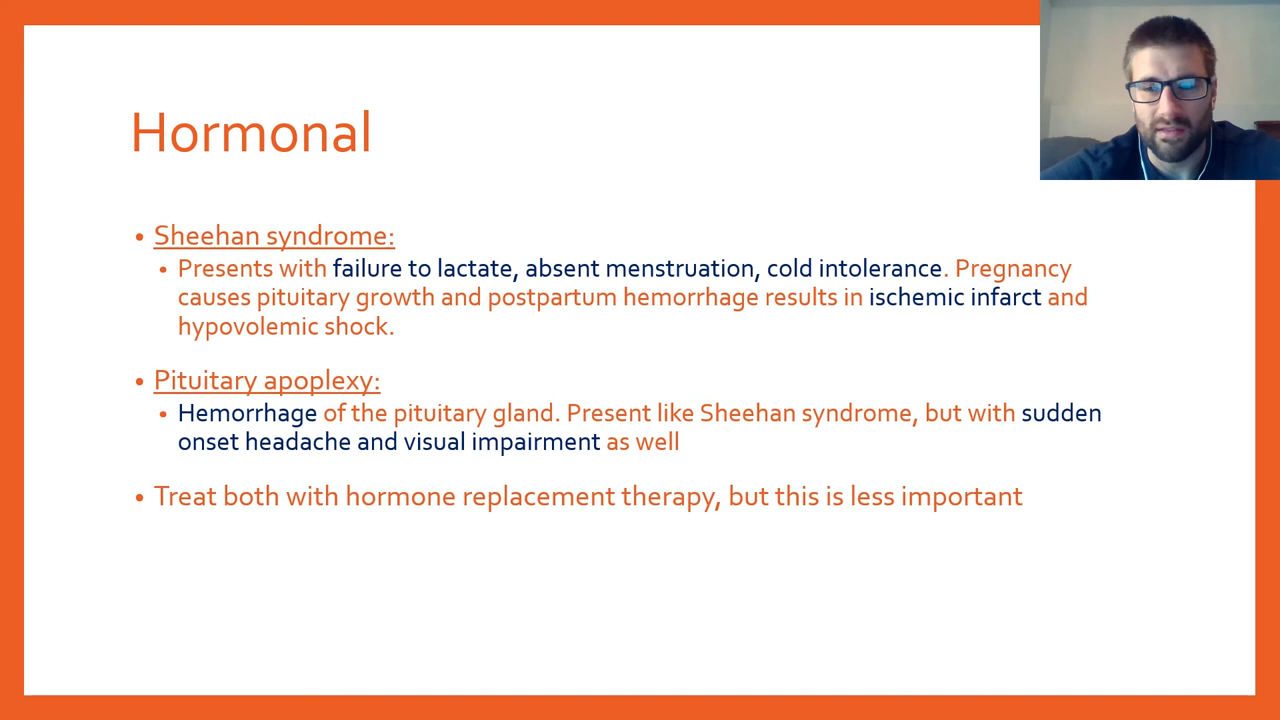 Hormonal
• Sheehan syndrome:
• Presents with failure to lactate, absent menstruation, cold intolerance. Pregnancy
causes pituitary growth and postpartum hemorrhage results in ischemic infarct and
hypovolemic shock.
• Pituitary apoplexy:
• Hemorrhage of the pituitary gland. Present like Sheehan syndrome, but with sudden
onset headache and visual impairment as well
• Treat both with hormone replacement therapy, but this is less important